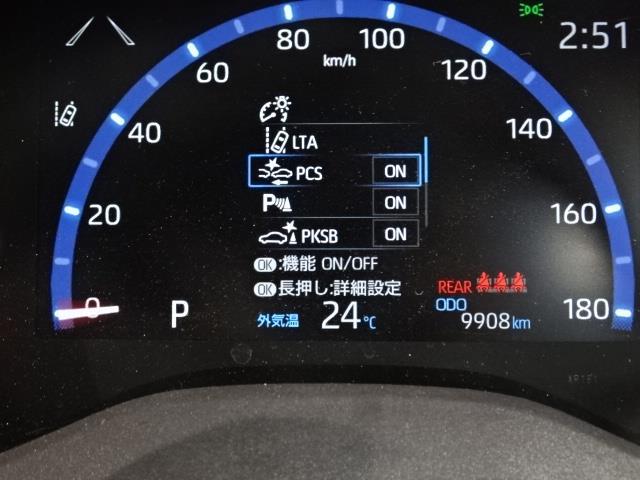 2:51
80
100
km/h
60
120
40
140
LTA
PCS ON
20
P ON
160
PKSB ON
OK:機能 ON/OFF
OK長押し:詳細設定
REAR
ODO
0
P
外気温 24℃
9908km
180